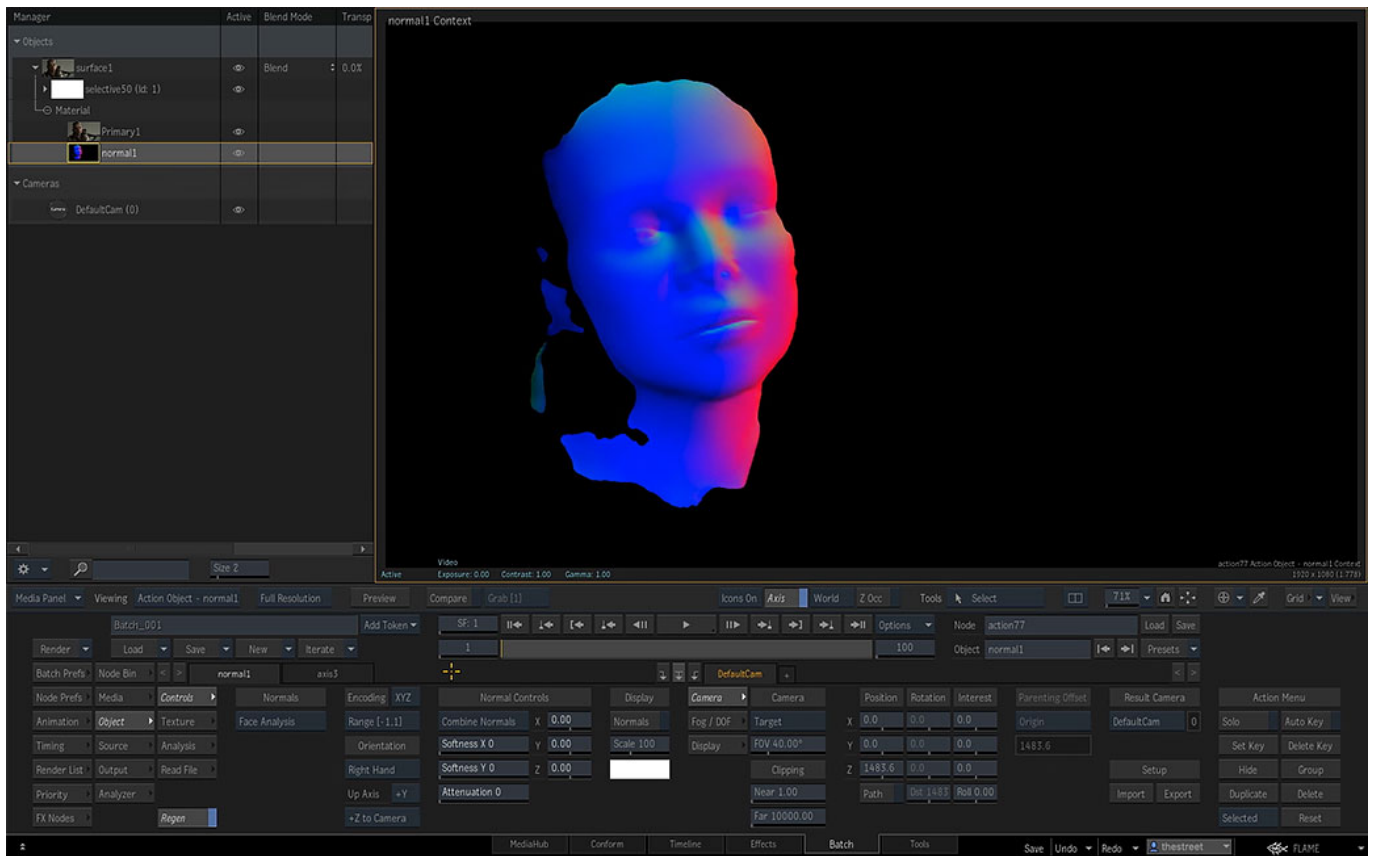 Manager Active Blend Mode Transp
normal1 Context
Objects
surface1 Blend 0.0%
selective50 (Id: 1)
Material
Primary1
normal1
Cameras
DefaultCam (0)
Size 2
Video
Active Exposure: 0.00 Contrast: 1.00 Gamma: 1.00
action77 Action Object - normal1 Context
1920 x 1080 (1.778)
Media Panel Viewing Action Object - normal1 Full Resolution Preview Compare Grab [1] Icons On Axis World Z Occ Tools Select 71% Grid View
Batch_001 Add Token SF: 1 Options Node action77 Load Save
Render Load Save New Iterate 1 100 Object normal1 Presets
Batch Prefs Node Bin < > normal1 axis3 DefaultCam + < >
Node Prefs Media Controls Normals Encoding XYZ Normal Controls Display Camera Camera Position Rotation Interest Parenting Offset Result Camera Action Menu
Animation Object Texture Face Analysis Range [-1,1] Combine Normals X 0.00 Normals Fog / DOF Target X 0.0 0.0 0.0 Origin DefaultCam 0 Solo Auto Key
Timing Source Analysis Orientation Softness X 0 Y 0.00 Scale 100 Display FOV 40.00° Y 0.0 0.0 0.0 1483.6 Set Key Delete Key
Render List Output Read File Right Hand Softness Y 0 Z 0.00 Clipping Z 1483.6 0.0 0.0 Setup Hide Group
Priority Analyzer Up Axis +Y Attenuation 0 Near 1.00 Path Dst 1483 Roll 0.00 Import Export Duplicate Delete
FX Nodes Regen +Z to Camera Far 10000.00 Selected Reset
MediaHub Conform Timeline Effects Batch Tools Save Undo Redo thestreet FLAME